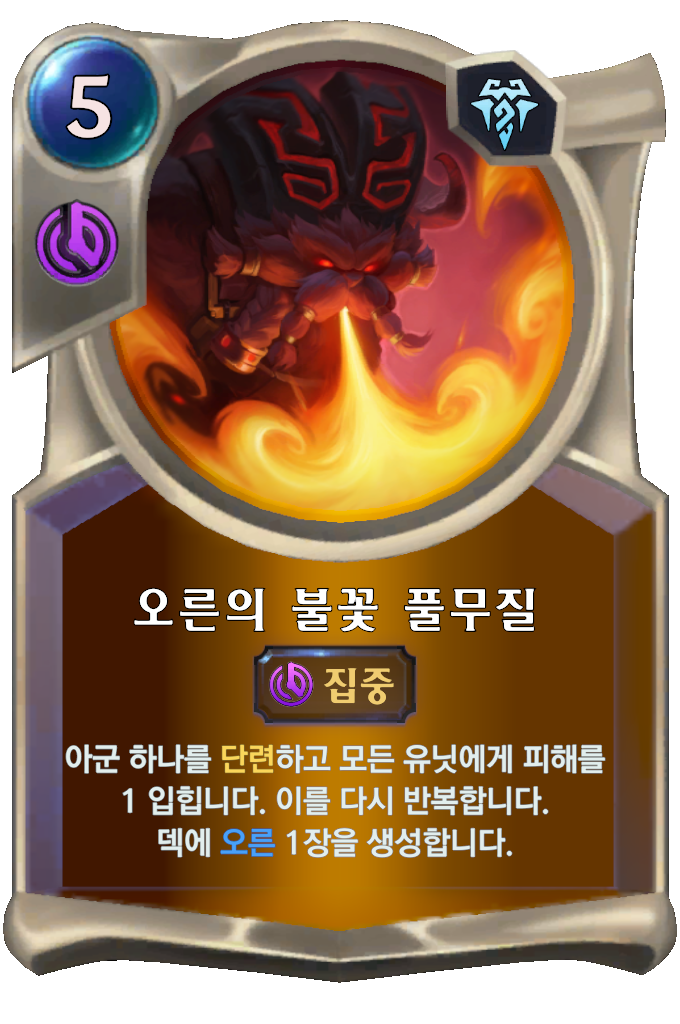 5
오른의 불꽃 풀무질
집중
아군 하나를 단련하고 모든 유닛에게 피해를
1 입힙니다. 이를 다시 반복합니다.
덱에 오른 1장을 생성합니다.